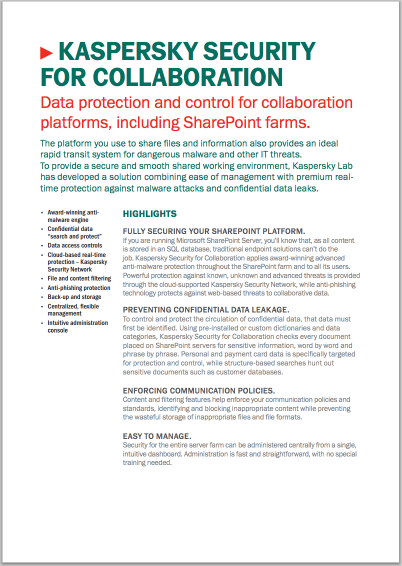 KASPERSKY SECURITY
FOR COLLABORATION
Data protection and control for collaboration
platforms, including SharePoint farms.
The platform you use to share files and information also provides an ideal
rapid transit system for dangerous malware and other IT threats.
To provide a secure and smooth shared working environment, Kaspersky Lab
has developed a solution combining ease of management with premium real-
time protection against malware attacks and confidential data leaks.
• Award-winning anti-
malware engine
• Confidential data
"search and protect"
• Data access controls
• Cloud-based real-time
protection – Kaspersky
Security Network
• File and content filtering
• Anti-phishing protection
• Back-up and storage
• Centralized, flexible
management
• Intuitive administration
console
HIGHLIGHTS
FULLY SECURING YOUR SHAREPOINT PLATFORM.
If you are running Microsoft SharePoint Server, you'll know that, as all content
is stored in an SQL database, traditional endpoint solutions can't do the
job. Kaspersky Security for Collaboration applies award-winning advanced
anti-malware protection throughout the SharePoint farm and to all its users.
Powerful protection against known, unknown and advanced threats is provided
through the cloud-supported Kaspersky Security Network, while anti-phishing
technology protects against web-based threats to collaborative data.
PREVENTING CONFIDENTIAL DATA LEAKAGE.
To control and protect the circulation of confidential data, that data must
first be identified. Using pre-installed or custom dictionaries and data
categories, Kaspersky Security for Collaboration checks every document
placed on SharePoint servers for sensitive information, word by word and
phrase by phrase. Personal and payment card data is specifically targeted
for protection and control, while structure-based searches hunt out
sensitive documents such as customer databases.
ENFORCING COMMUNICATION POLICIES.
Content and filtering features help enforce your communication policies and
standards, identifying and blocking inappropriate content while preventing
the wasteful storage of inappropriate files and file formats.
EASY TO MANAGE.
Security for the entire server farm can be administered centrally from a single,
intuitive dashboard. Administration is fast and straightforward, with no special
training needed.